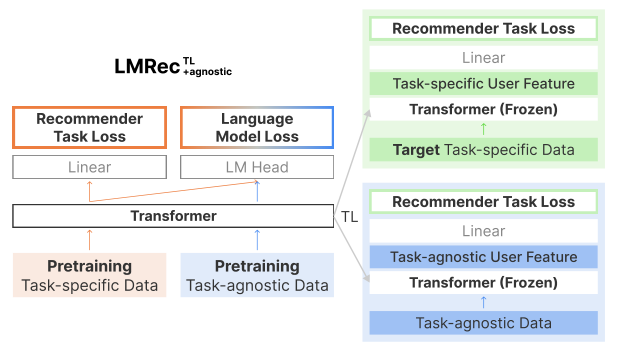 LMRec TL +agnostic
Recommender Task Loss
Language Model Loss
Linear
LM Head
Transformer
Pretraining Task-specific Data
Pretraining Task-agnostic Data
TL
Recommender Task Loss
Linear
Task-specific User Feature
Transformer (Frozen)
Target Task-specific Data
Recommender Task Loss
Linear
Task-agnostic User Feature
Transformer (Frozen)
Task-agnostic Data